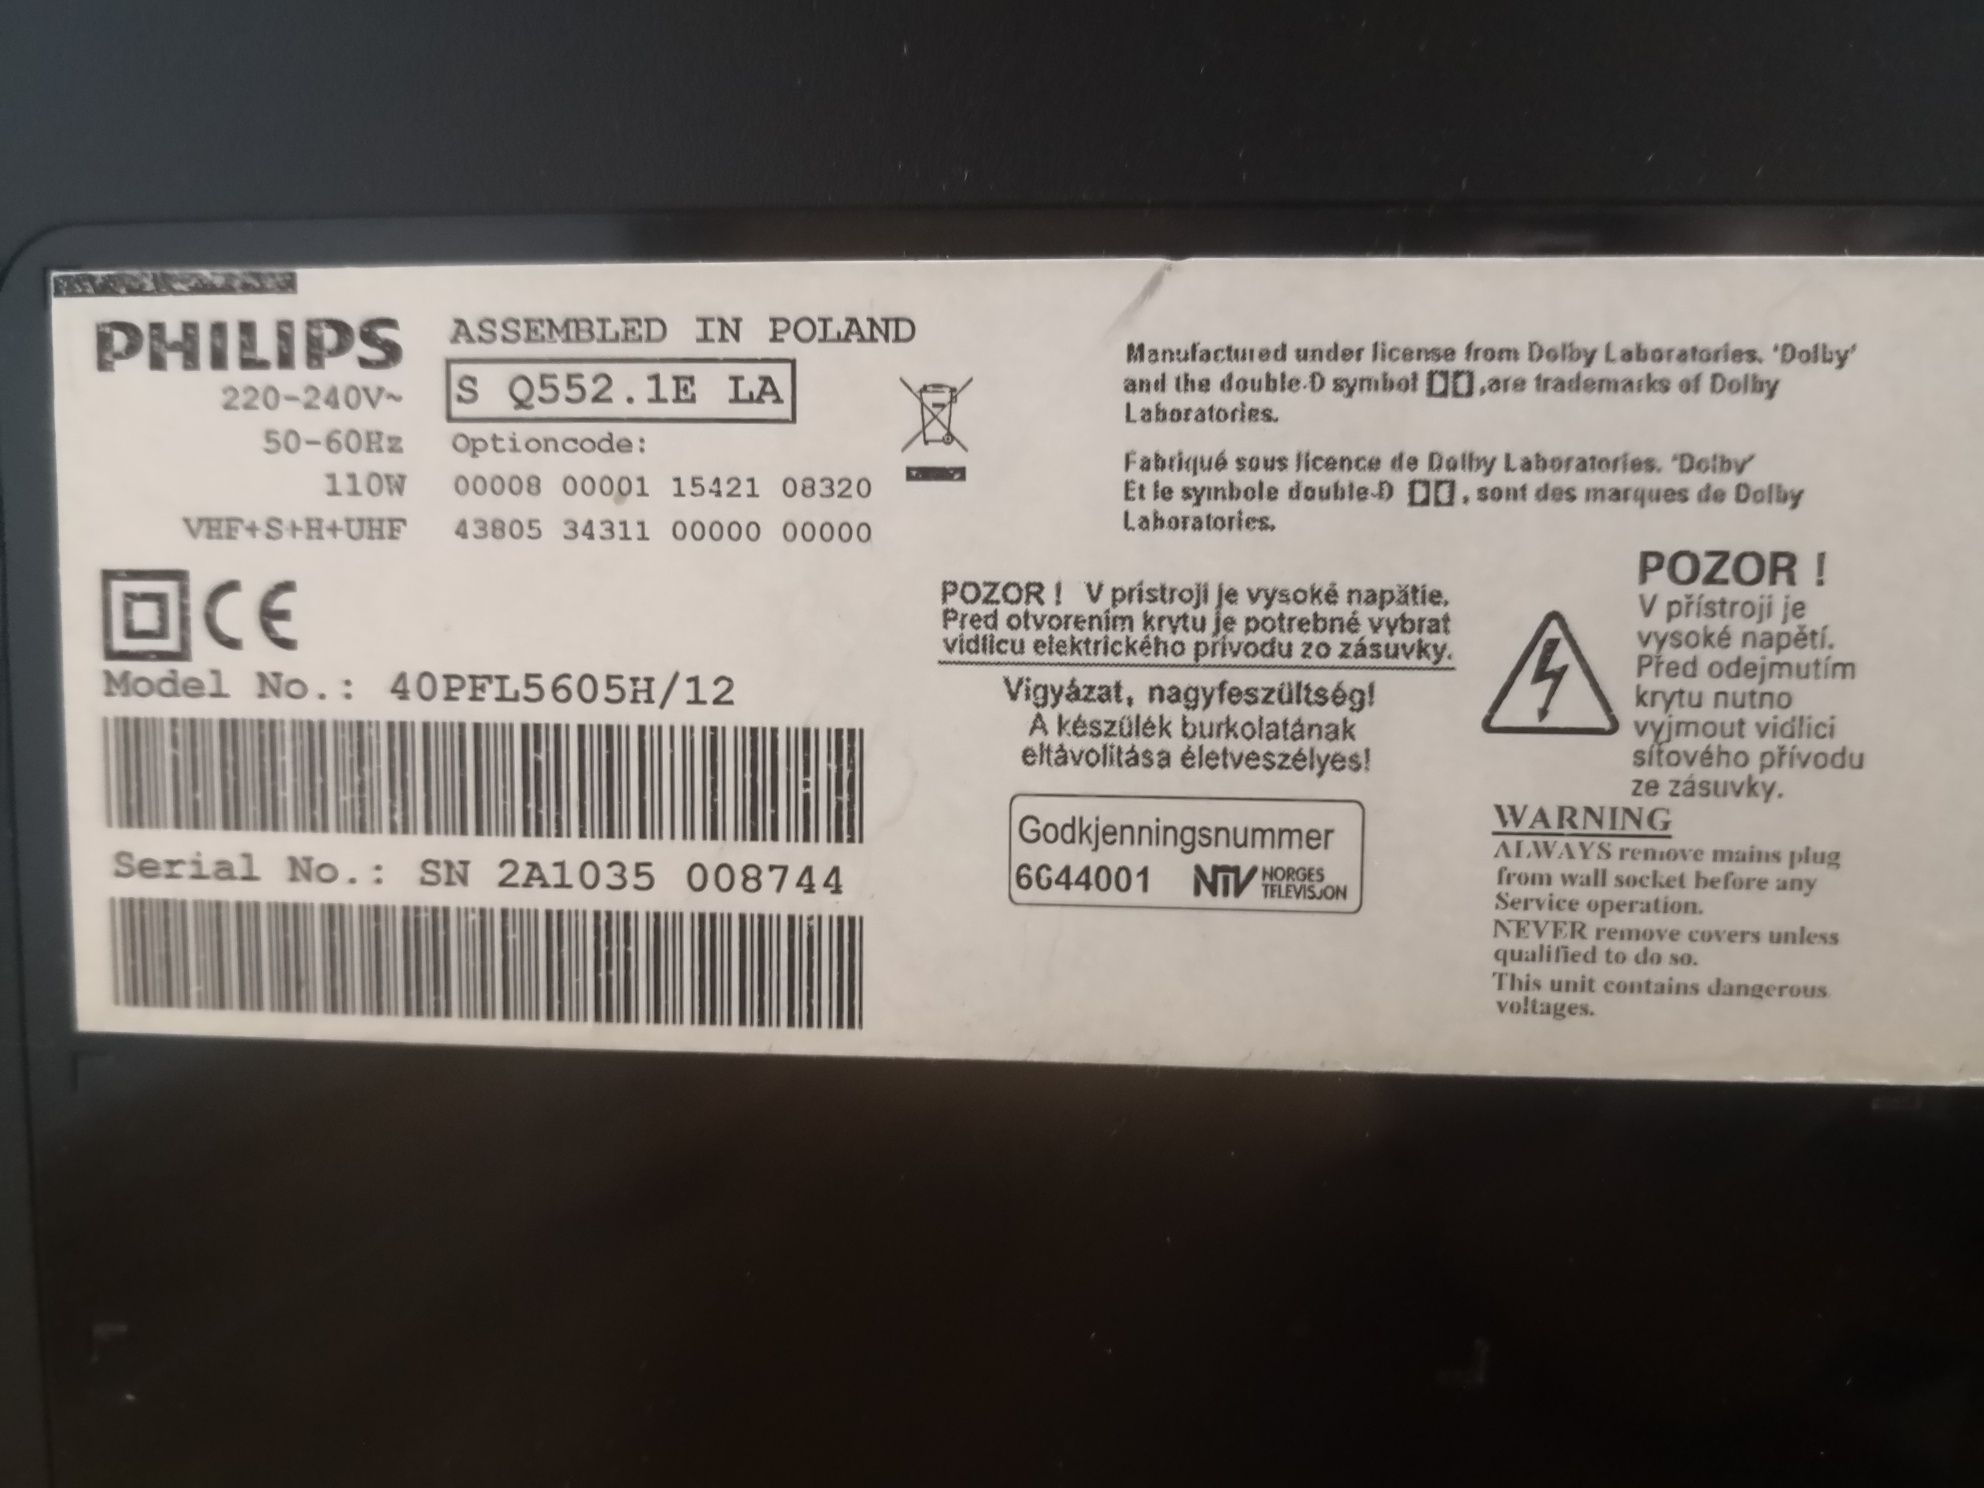 PHILIPS
220-240V~
50-60Hz
110W
VHF+S+H+UHF
ASSEMBLED IN POLAND
S Q552.1E LA
Optioncode:
00008 00001 15421 08320
43805 34311 00000 00000
CE
Model No.: 40PFL5605H/12
Serial No.: SN 2A1035 008744
Manufactured under license from Dolby Laboratories. 'Dolby'
and the double-D symbol ,are trademarks of Dolby
Laboratories.
Fabriqué sous licence de Dolby Laboratories. 'Dolby'
Et le symbole double-D , sont des marques de Dolby
Laboratories.
POZOR ! V prístroji je vysoké napätie.
Pred otvorením krytu je potrebné vybrat
vidlicu elektrického prívodu zo zásuvky.
Vigyázat, nagyfeszültség!
A készülék burkolatának
eltávolítása életveszélyes!
Godkjenningsnummer
6G44001 NTV NORGES
TELEVISJON
POZOR !
V přístroji je
vysoké napětí.
Před odejmutím
krytu nutno
vyjmout vidlici
síťového přívodu
ze zásuvky.
WARNING
ALWAYS remove mains plug
from wall socket before any
Service operation.
NEVER remove covers unless
qualified to do so.
This unit contains dangerous
voltages.